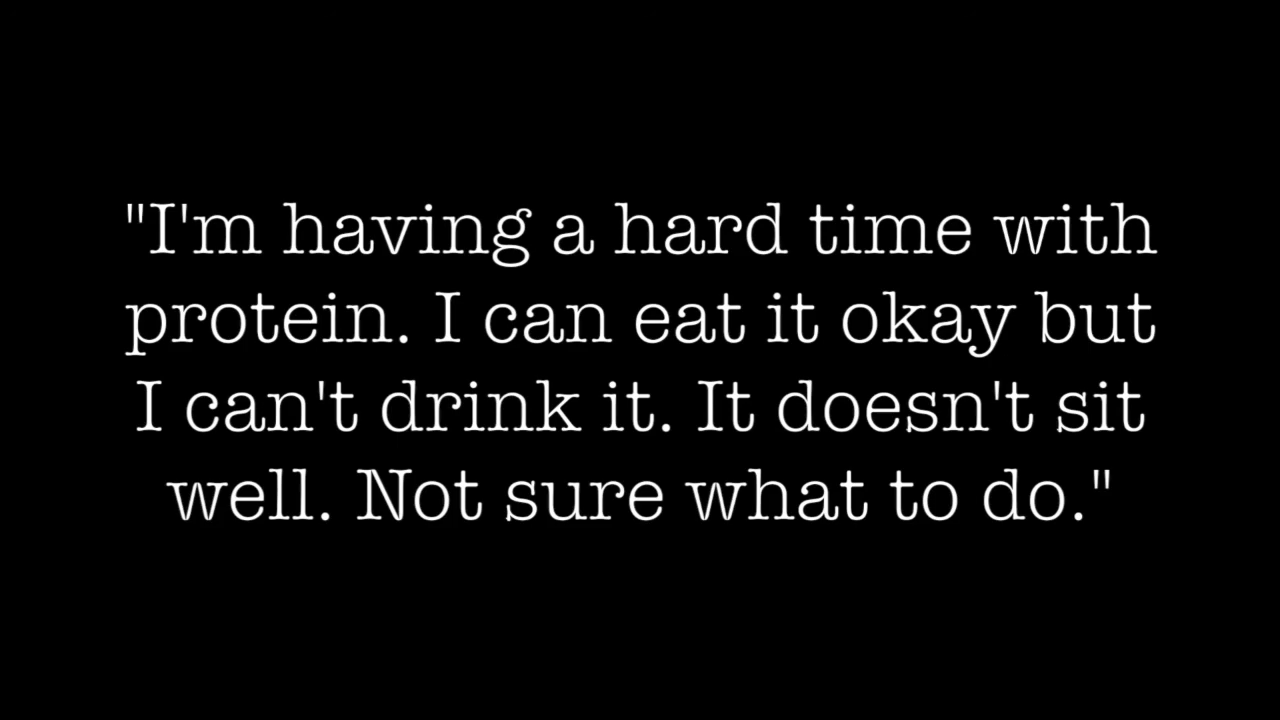 "I'm having a hard time with
protein. I can eat it okay but
I can't drink it. It doesn't sit
well. Not sure what to do."